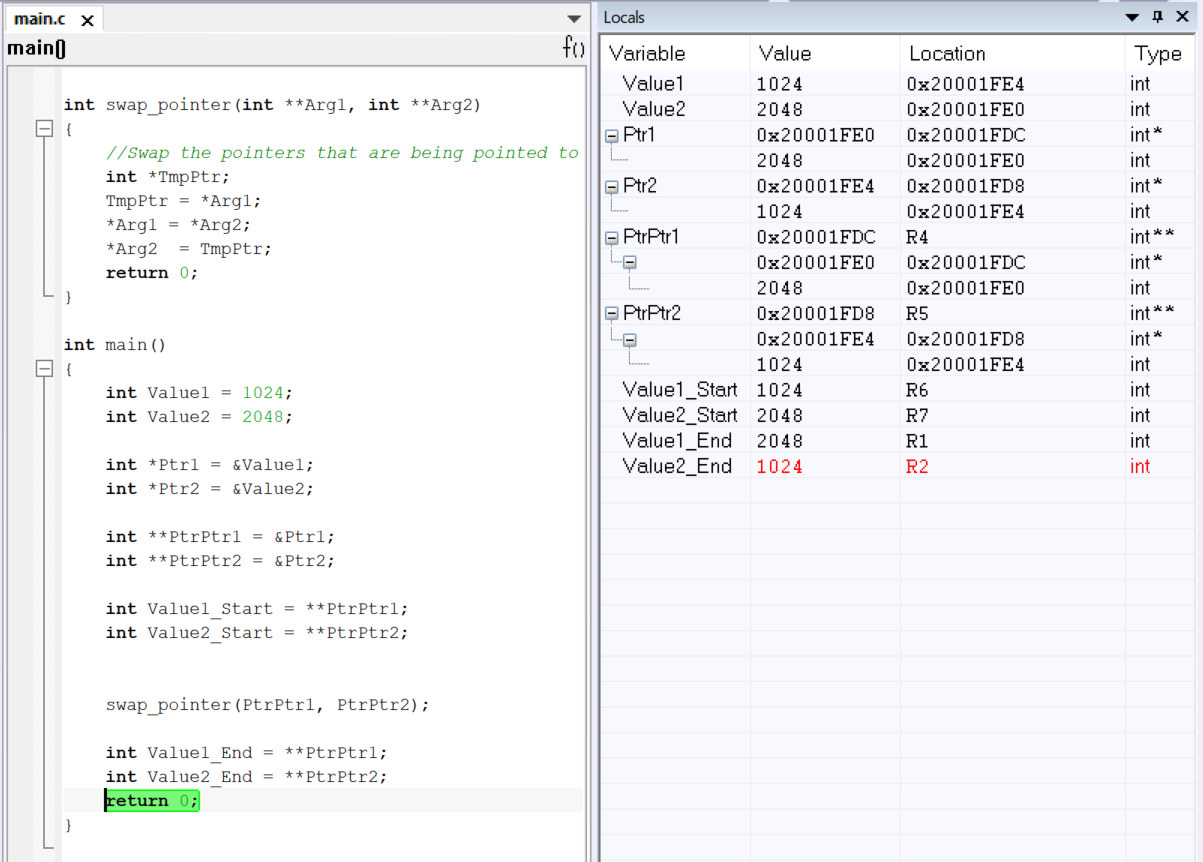 main.c
main()
f()
int swap_pointer(int **Arg1, int **Arg2)
{
//Swap the pointers that are being pointed to
int *TmpPtr;
TmpPtr = *Arg1;
*Arg1 = *Arg2;
*Arg2  = TmpPtr;
return 0;
}
int main()
{
int Value1 = 1024;
int Value2 = 2048;
int *Ptr1 = &Value1;
int *Ptr2 = &Value2;
int **PtrPtr1 = &Ptr1;
int **PtrPtr2 = &Ptr2;
int Value1_Start = **PtrPtr1;
int Value2_Start = **PtrPtr2;
swap_pointer(PtrPtr1, PtrPtr2);
int Value1_End = **PtrPtr1;
int Value2_End = **PtrPtr2;
return 0;
}
Locals
Variable Value Location Type
Value1 1024 0x20001FE4 int
Value2 2048 0x20001FE0 int
Ptr1 0x20001FE0 0x20001FDC int*
2048 0x20001FE0 int
Ptr2 0x20001FE4 0x20001FD8 int*
1024 0x20001FE4 int
PtrPtr1 0x20001FDC R4 int**
0x20001FE0 0x20001FDC int*
2048 0x20001FE0 int
PtrPtr2 0x20001FD8 R5 int**
0x20001FE4 0x20001FD8 int*
1024 0x20001FE4 int
Value1_Start 1024 R6 int
Value2_Start 2048 R7 int
Value1_End 2048 R1 int
Value2_End 1024 R2 int